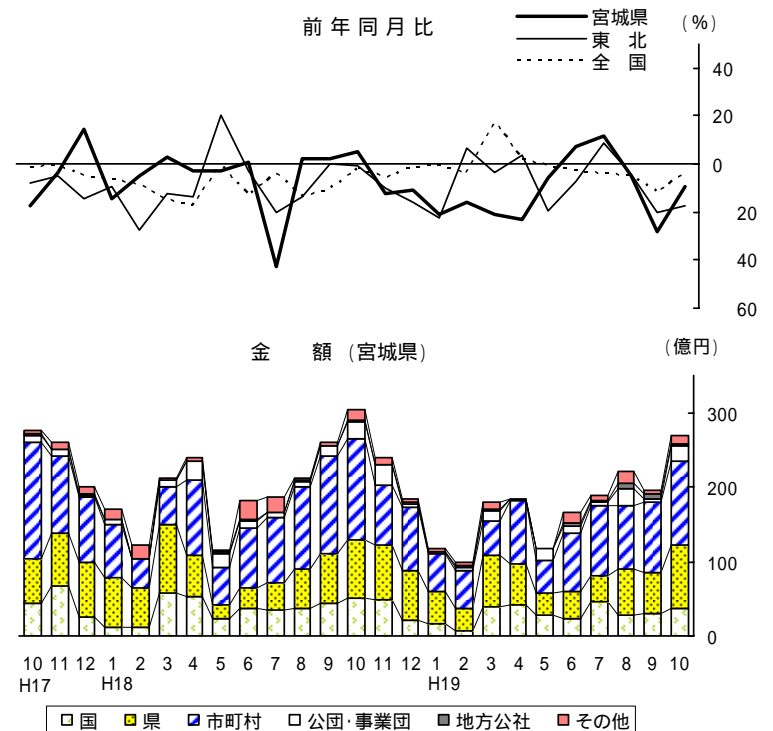 前年同月比
宮城県
(%)
東 北
全 国
40
20
0
20
40
60
金 額 (宮城県)
(億円)
300
200
100
0
10 11 12 1 2 3 4 5 6 7 8 9 10 11 12 1 2 3 4 5 6 7 8 9 10
H17 H18 H19
国 県 市町村 公団･事業団 地方公社 その他